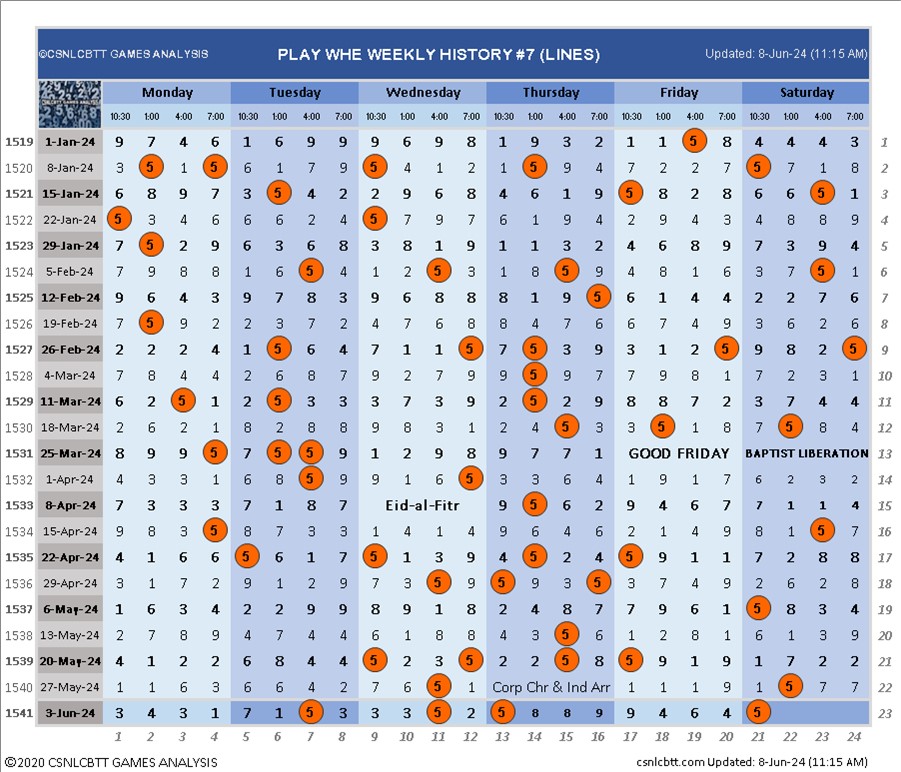 ©CSNLCBTT GAMES ANALYSIS PLAY WHE WEEKLY HISTORY #7 (LINES) Updated: 8-Jun-24 (11:15 AM)
CSNLCBTT GAMES ANALYSIS Monday Tuesday Wednesday Thursday Friday Saturday
10:30 1:00 4:00 7:00 10:30 1:00 4:00 7:00 10:30 1:00 4:00 7:00 10:30 1:00 4:00 7:00 10:30 1:00 4:00 7:00 10:30 1:00 4:00 7:00
1519 1-Jan-24 9 7 4 6 1 6 9 9 9 6 9 8 1 9 3 2 1 1 5 8 4 4 4 3 1
1520 8-Jan-24 3 5 1 5 6 1 7 9 5 4 1 2 1 5 9 4 7 2 2 7 5 7 1 8 2
1521 15-Jan-24 6 8 9 7 3 5 4 2 2 9 6 8 4 6 1 9 5 8 2 8 6 6 5 1 3
1522 22-Jan-24 5 3 4 6 6 6 2 4 5 9 7 7 6 1 9 4 2 9 4 3 4 8 8 9 4
1523 29-Jan-24 7 5 2 9 6 3 6 8 3 8 1 9 1 1 3 2 4 6 8 9 7 3 9 4 5
1524 5-Feb-24 7 9 8 8 1 6 5 4 1 2 5 3 1 8 5 9 4 8 1 6 3 7 5 1 6
1525 12-Feb-24 9 6 4 3 9 7 8 3 9 6 8 8 8 1 9 5 6 1 4 4 2 2 7 6 7
1526 19-Feb-24 7 5 9 2 2 3 7 2 4 7 6 8 8 4 7 6 6 7 4 9 3 6 2 6 8
1527 26-Feb-24 2 2 2 4 1 5 6 4 7 1 1 5 7 5 3 9 3 1 2 5 9 8 2 5 9
1528 4-Mar-24 7 8 4 4 2 6 8 7 9 2 7 9 9 5 9 7 7 9 8 1 7 2 3 1 10
1529 11-Mar-24 6 2 5 1 2 5 3 3 3 7 3 9 2 5 2 9 8 8 7 2 3 7 4 4 11
1530 18-Mar-24 2 6 2 1 8 2 8 8 9 8 3 1 2 4 5 3 3 5 1 8 7 5 8 4 12
1531 25-Mar-24 8 9 9 5 7 5 5 9 1 2 9 8 9 7 7 1 GOOD FRIDAY BAPTIST LIBERATION 13
1532 1-Apr-24 4 3 3 1 6 8 5 9 9 1 6 5 3 3 6 4 1 9 1 7 6 2 3 2 14
1533 8-Apr-24 7 3 3 3 7 1 8 7 Eid-al-Fitr 9 5 6 2 9 4 6 7 7 1 1 4 15
1534 15-Apr-24 9 8 3 5 8 7 3 3 1 4 1 4 9 6 4 6 2 1 4 9 8 1 5 7 16
1535 22-Apr-24 4 1 6 6 5 6 1 7 5 1 3 9 4 5 2 4 5 9 1 1 7 2 8 8 17
1536 29-Apr-24 3 1 7 2 9 1 2 9 7 3 5 9 5 9 3 5 3 7 4 9 2 6 2 8 18
1537 6-May-24 1 6 3 4 2 2 9 9 8 9 1 8 2 4 8 7 7 9 6 1 5 8 3 4 19
1538 13-May-24 2 7 8 9 4 7 4 4 6 1 8 8 4 3 5 6 1 2 8 1 6 1 3 9 20
1539 20-May-24 4 1 2 2 6 8 4 4 5 2 3 5 2 2 5 8 5 1 9 9 1 7 2 2 21
1540 27-May-24 1 1 6 3 6 6 4 2 7 6 5 1 Corp Chr & Ind Arr 1 1 1 9 1 5 7 7 22
1541 3-Jun-24 3 4 3 1 7 1 5 3 3 3 5 2 5 8 8 9 9 4 6 4 5 23
1 2 3 4 5 6 7 8 9 10 11 12 13 14 15 16 17 18 19 20 21 22 23 24
©2020 CSNLCBTT GAMES ANALYSIS csnlcbtt.com Updated: 8-Jun-24 (11:15 AM)